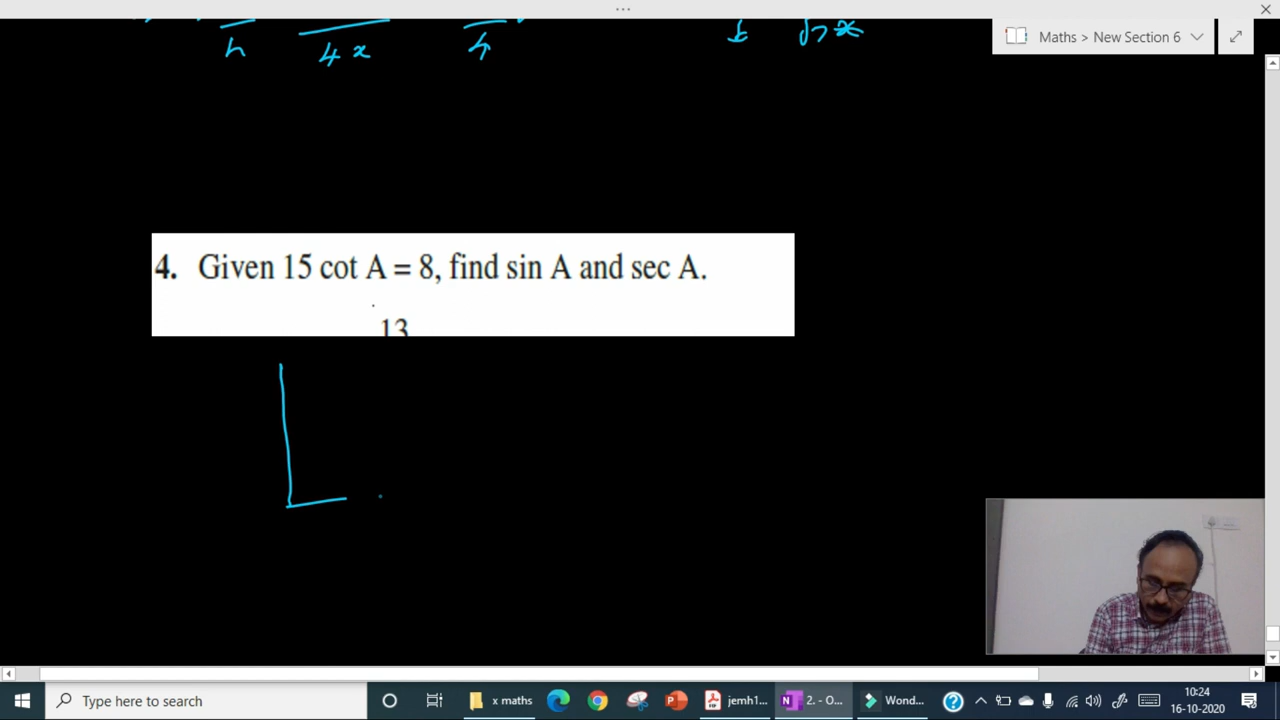 Maths > New Section 6
h 4x h
4. Given 15 cot A = 8, find sin A and sec A.
13
Type here to search
x maths
jemh1...
2. - O...
Wond...
10:24
16-10-2020